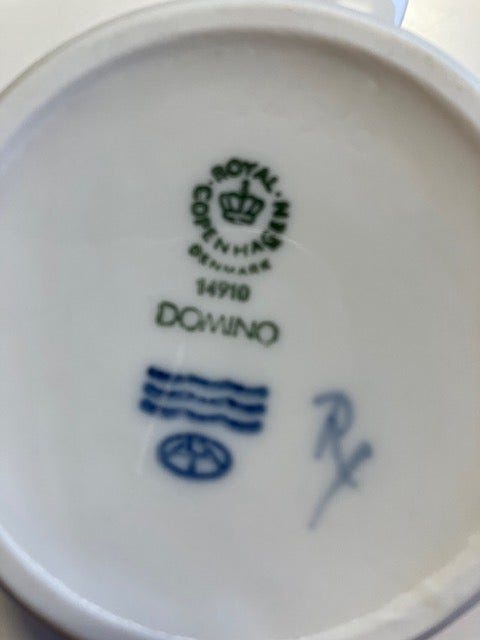 ROYAL COPENHAGEN
DENMARK
14910
DOMINO